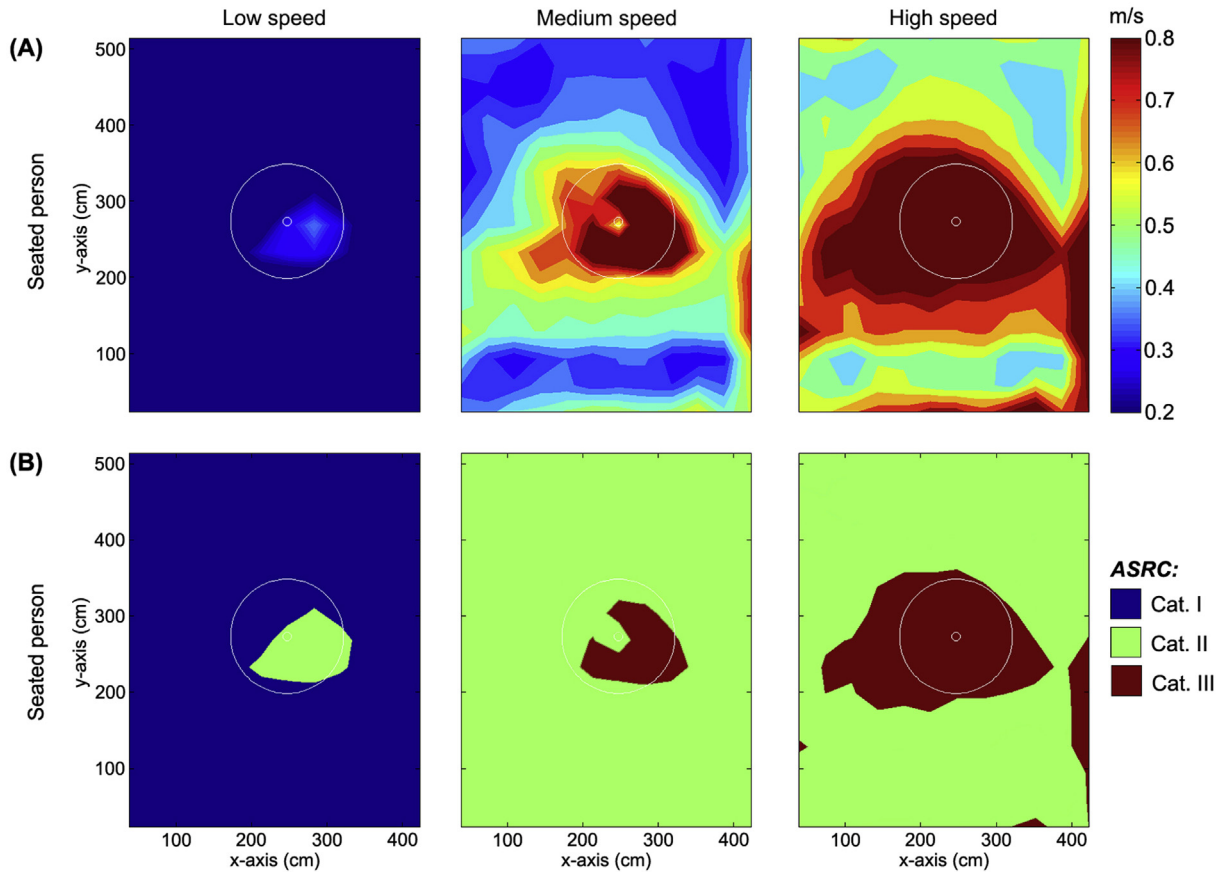 Low speed Medium speed High speed m/s
(A)
Seated person
y-axis (cm)
500
400
300
200
100
0.8
0.7
0.6
0.5
0.4
0.3
0.2
(B)
Seated person
y-axis (cm)
500
400
300
200
100
100 200 300 400
x-axis (cm)
100 200 300 400
x-axis (cm)
100 200 300 400
x-axis (cm)
ASRC:
Cat. I
Cat. II
Cat. III